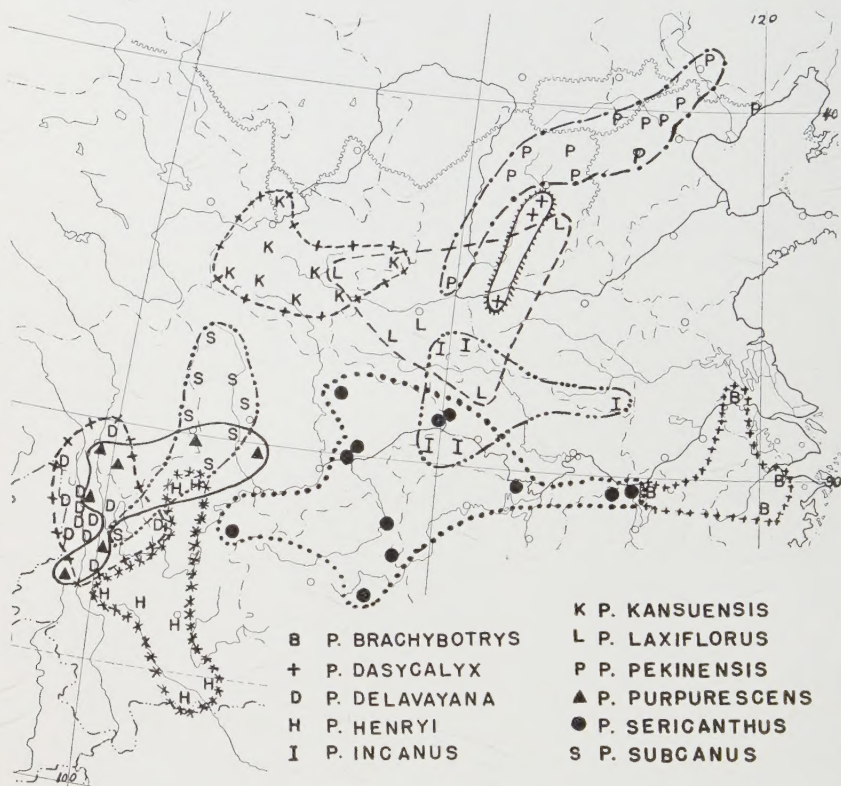 120
P
P P
40
P P P
P P P
P P
K
L
K
K L K
K K P
K K
L L
S
I I
S S
L
B
D S I
D S
I I
D S
H H B B
30
D D
D D
D D
D D S B
D
H
H
H
H H
100
B P. BRACHYBOTRYS
+ P. DASYCALYX
D P. DELAVAYANA
H P. HENRYI
I P. INCANUS
K P. KANSUENSIS
L P. LAXIFLORUS
P P. PEKINENSIS
▲ P. PURPURESCENS
● P. SERICANTHUS
S P. SUBCANUS